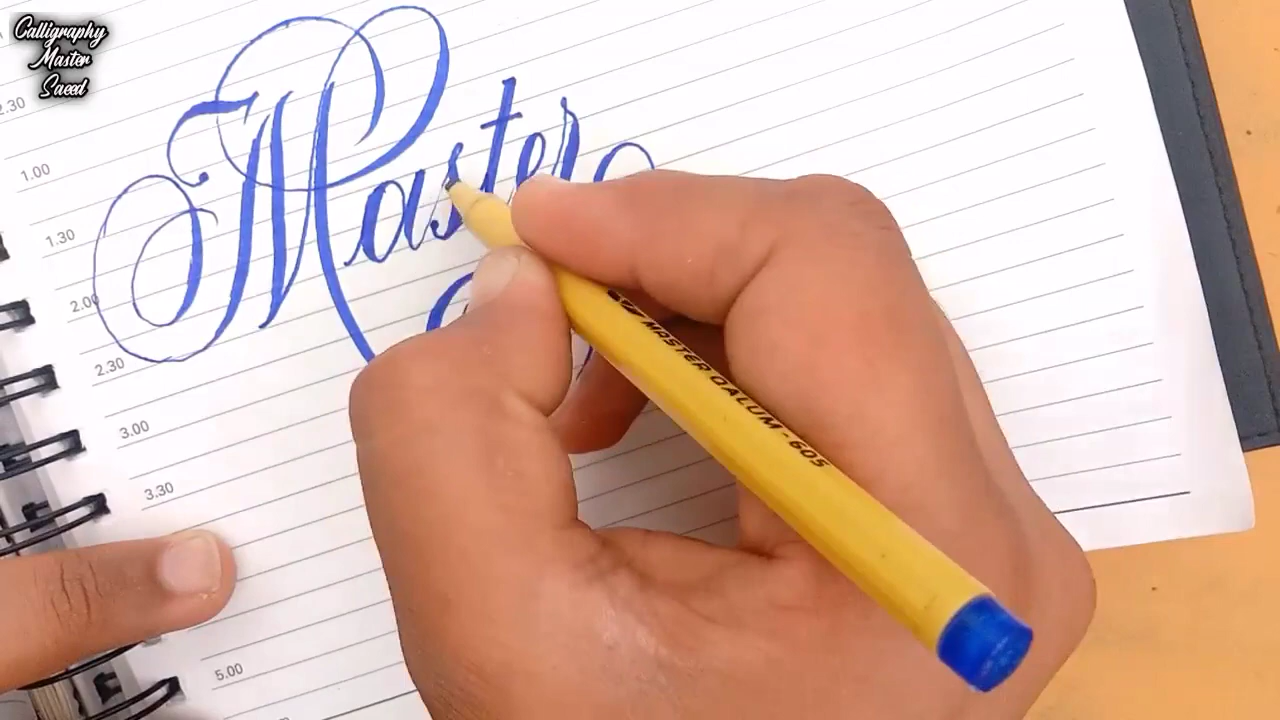 Calligraphy
Master
Saeed
Master
2.30
1.00
1.30
2.00
2.30
3.00
3.30
5.00
MASTER QALUM - 605